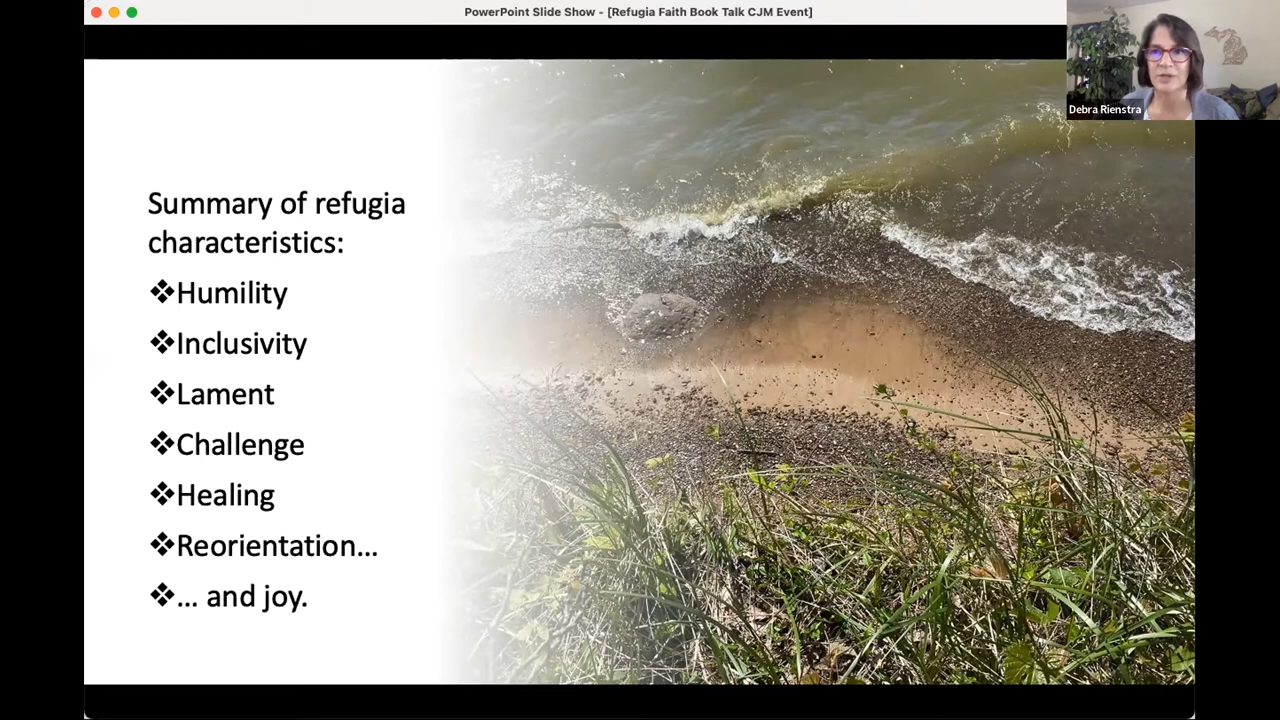 PowerPoint Slide Show - [Refugia Faith Book Talk CJM Event]
Debra Rienstra
Summary of refugia
characteristics:
❖Humility
❖Inclusivity
❖Lament
❖Challenge
❖Healing
❖Reorientation...
❖... and joy.